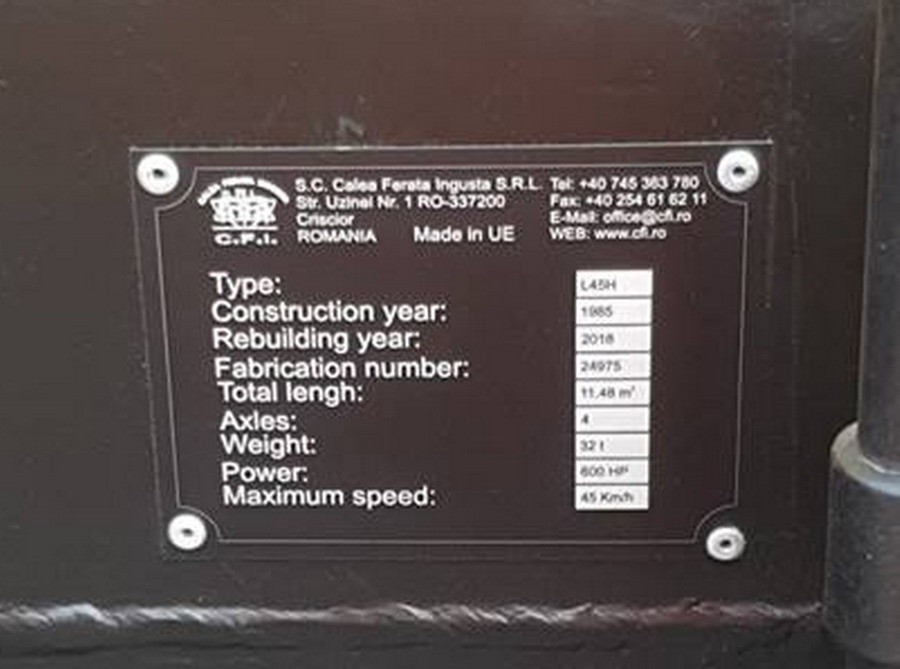 S.C. Calea Ferata Ingusta S.R.L. Tel: +40 745 363 780
Str. Uzinei Nr. 1 RO-337200 Fax: +40 254 61 62 11
Criscior E-Mail: office@cfi.ro
ROMANIA Made in UE WEB: www.cfi.ro
C.F.I.
Type: L45H
Construction year: 1985
Rebuilding year: 2018
Fabrication number: 24975
Total lengh: 11.48 m
Axles: 4
Weight: 32 t
Power: 600 HP
Maximum speed: 45 Km/h